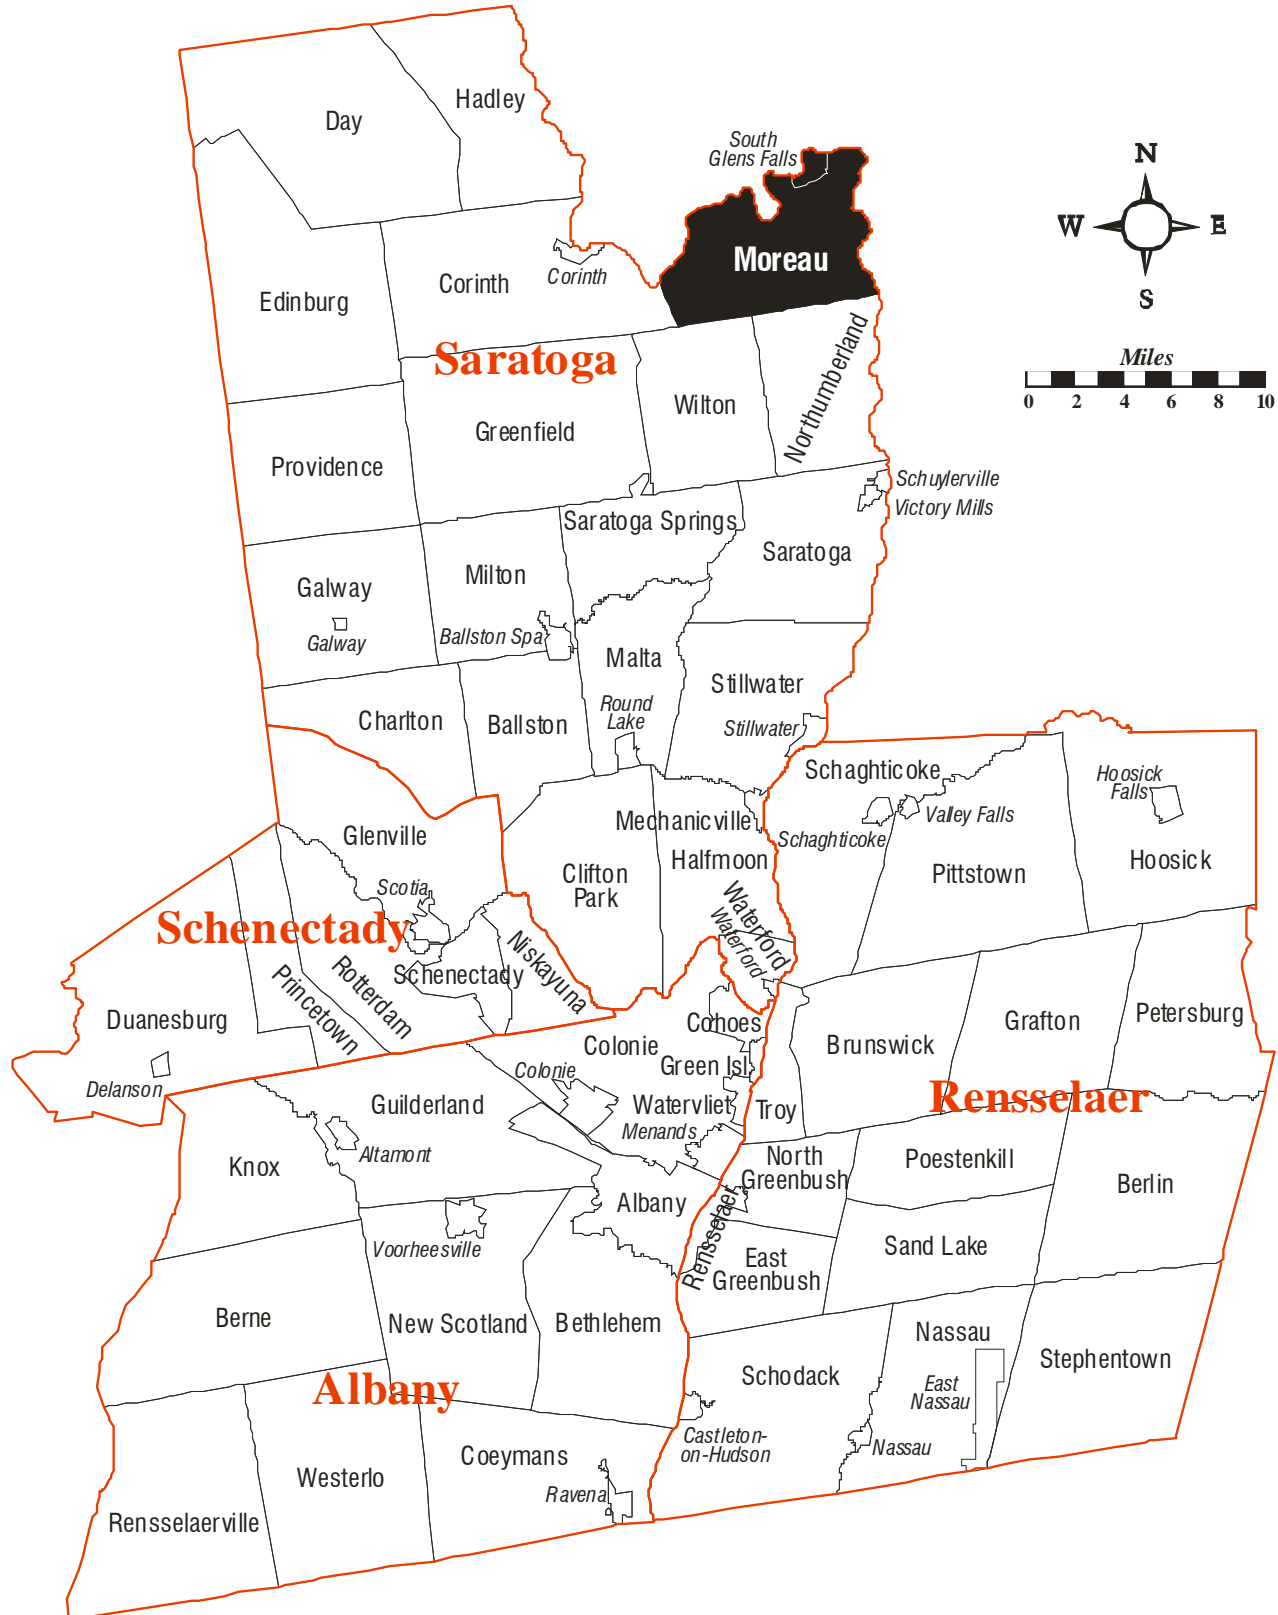 Day
Hadley
South
Glens Falls
N
W
E
S
Moreau
Corinth
Corinth
Edinburg
Miles
0 2 4 6 8 10
Saratoga
Northumberland
Wilton
Greenfield
Providence
Schuylerville
Victory Mills
Saratoga Springs
Saratoga
Milton
Galway
Galway
Ballston Spa
Malta
Stillwater
Round
Lake
Charlton
Ballston
Stillwater
Schaghticoke
Hoosick
Falls
Valley Falls
Mechanicville
Schaghticoke
Glenville
Halfmoon
Hoosick
Clifton
Park
Pittstown
Scotia
Waterford
Waterford
Schenectady
Niskayuna
Schenectady
Rotterdam
Princetown
Duanesburg
Cohoes
Petersburg
Grafton
Colonie
Brunswick
Green Isl.
Colonie
Delanson
Rensselaer
Guilderland
Watervliet
Troy
Menands
Altamont
Knox
North
Greenbush
Poestenkill
Berlin
Albany
Rensselaer
Voorheesville
Sand Lake
East
Greenbush
Berne
New Scotland
Bethlehem
Nassau
Stephentown
Schodack
Albany
East
Nassau
Castleton-
on-Hudson
Nassau
Coeymans
Westerlo
Ravena
Rensselaerville